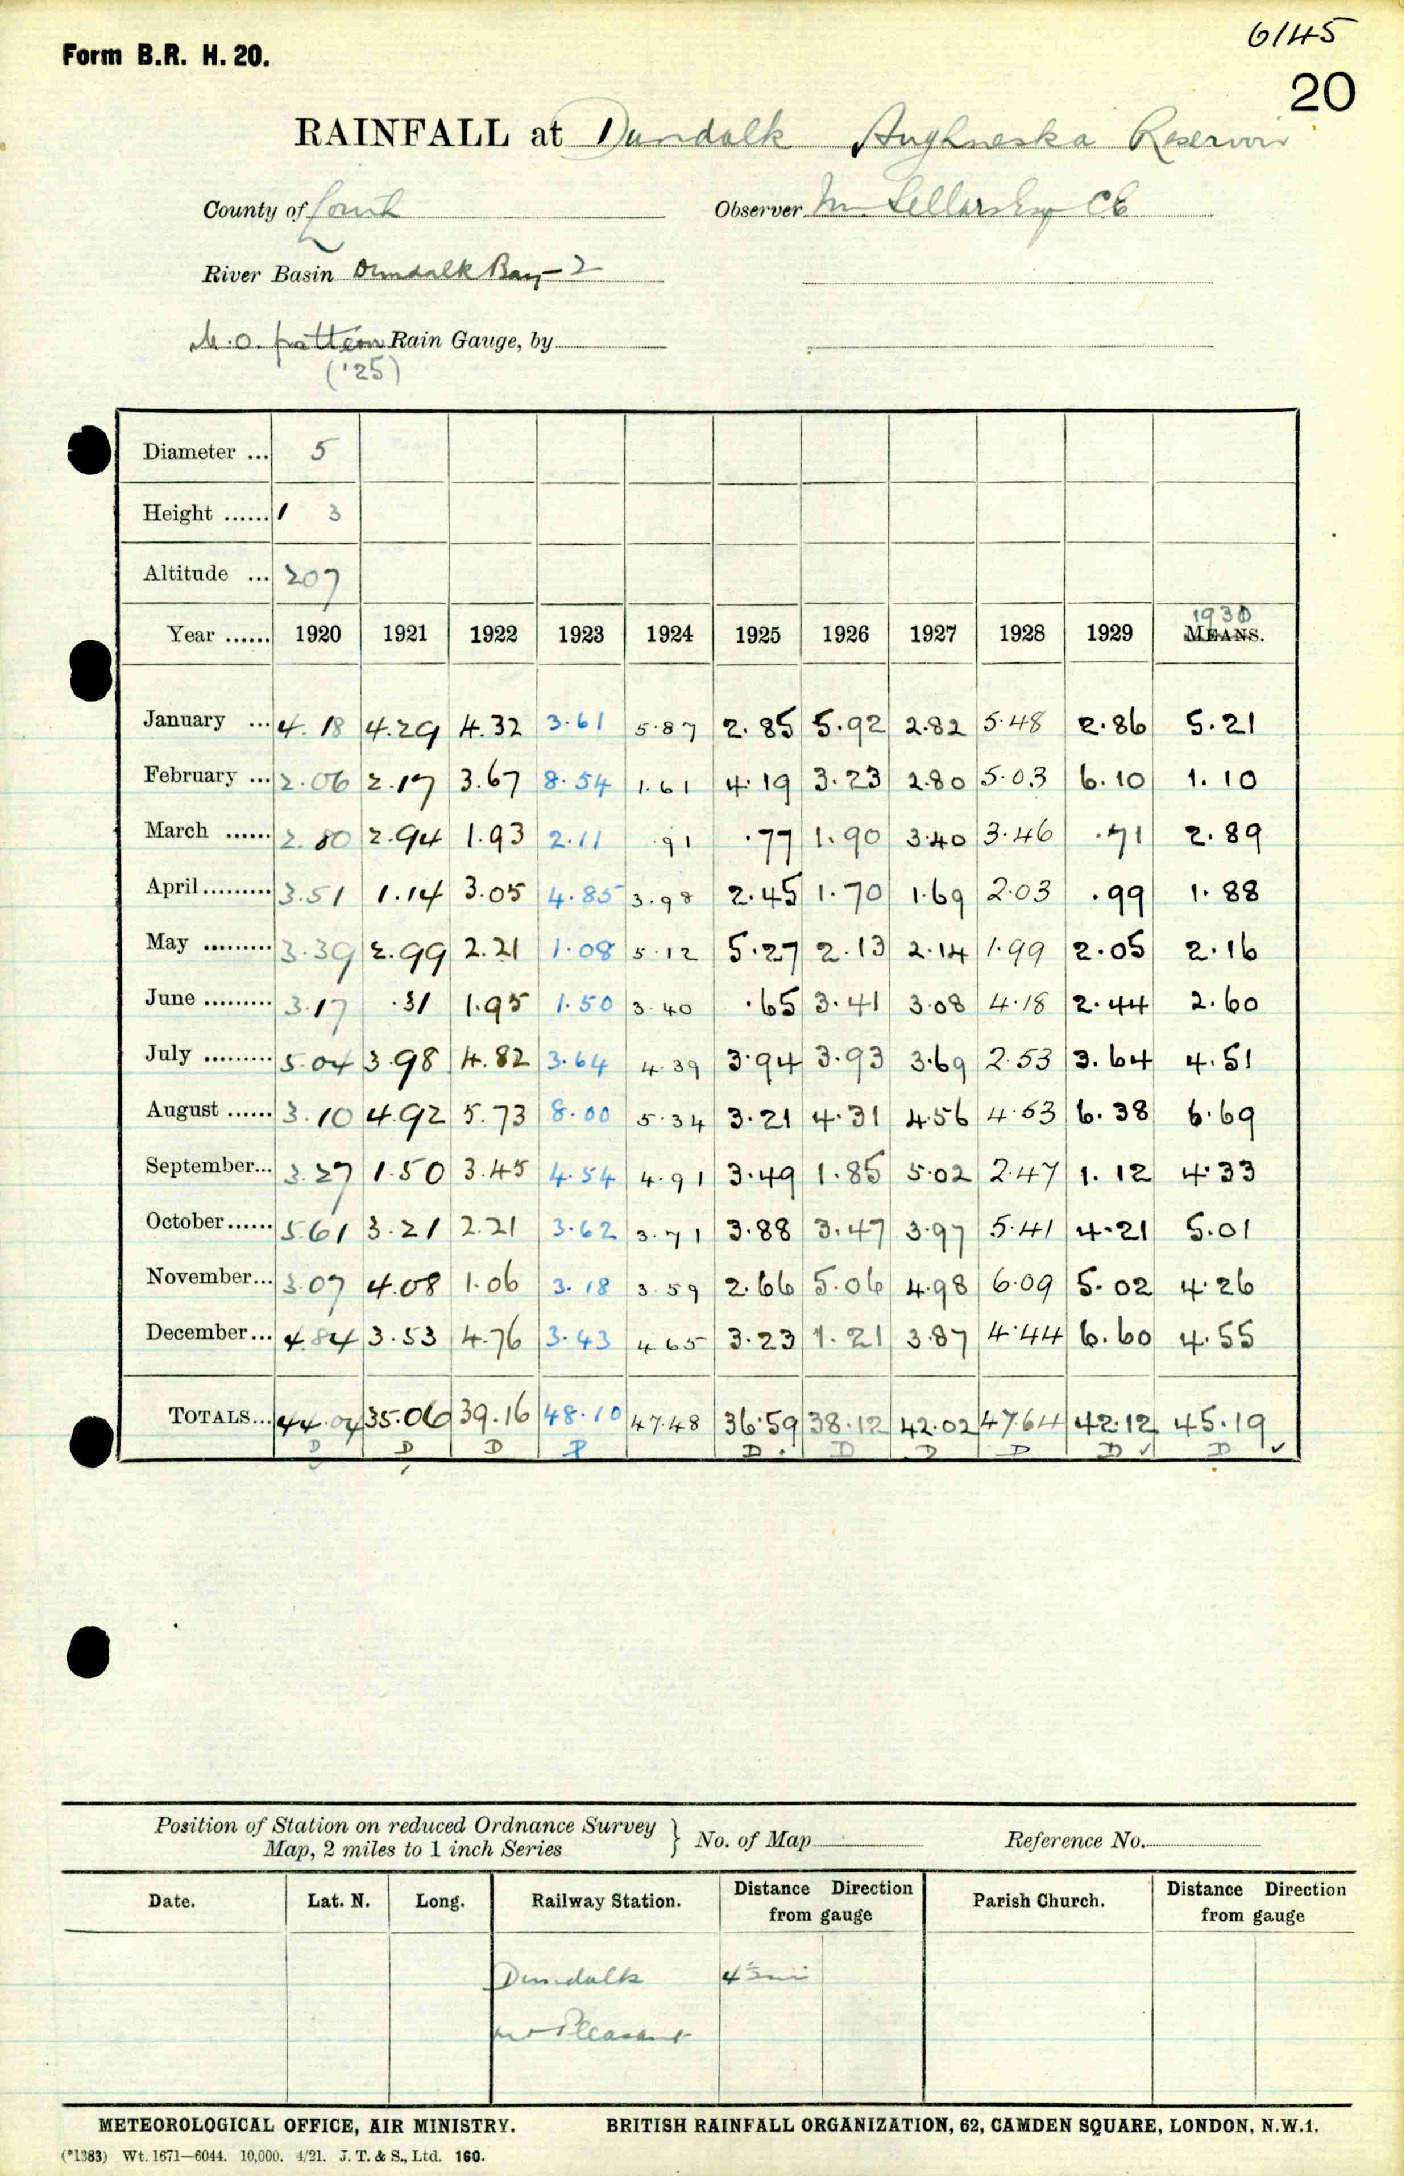 6145
Form B.R. H. 20.
20
RAINFALL at Dundalk Aughneska Reservoir
County of Louth Observer
River Basin Dundalk Bay - 2
M.O. pattern Rain Gauge, by
('25)
Diameter ... 5
Height ...... 1 3
Altitude ... 207
1930
Year ...... 1920 1921 1922 1923 1924 1925 1926 1927 1928 1929 MEANS.
January ... 4.18 4.29 4.32 3.61 5.87 2.85 5.92 2.82 5.48 2.86 5.21
February ... 2.06 2.17 3.67 8.54 1.61 4.19 3.23 2.80 5.03 6.10 1.10
March ...... 2.80 2.94 1.93 2.11 .91 .77 1.90 3.40 3.46 .71 2.89
April ......... 3.51 1.14 3.05 4.85 3.98 2.45 1.70 1.69 2.03 .99 1.88
May ......... 3.39 2.99 2.21 1.08 5.12 5.27 2.13 2.14 1.99 2.05 2.16
June ......... 3.17 .31 1.95 1.50 3.40 .65 3.41 3.08 4.18 2.44 2.60
July ......... 5.04 3.98 4.82 3.64 4.39 3.94 3.93 3.69 2.53 3.64 4.51
August ...... 3.10 4.92 5.73 8.00 5.34 3.21 4.31 4.56 4.53 6.38 6.69
September... 3.27 1.50 3.45 4.54 4.91 3.49 1.85 5.02 2.47 1.12 4.33
October...... 5.61 3.21 2.21 3.62 3.71 3.88 3.47 3.97 5.41 4.21 5.01
November... 3.07 4.08 1.06 3.18 3.59 2.66 5.06 4.98 6.09 5.02 4.26
December... 4.84 3.53 4.76 3.43 4.65 3.23 1.21 3.87 4.44 6.60 4.55
TOTALS... 44.04 35.06 39.16 48.10 47.48 36.59 38.12 42.02 47.64 42.12 45.19
D D D D D D D D D ✓ D ✓
Position of Station on reduced Ordnance Survey
Map, 2 miles to 1 inch Series } No. of Map Reference No.
Date. Lat. N. Long. Railway Station. Distance Direction from gauge Parish Church. Distance Direction from gauge
Dundalk
Mt Pleasant
METEOROLOGICAL OFFICE, AIR MINISTRY. BRITISH RAINFALL ORGANIZATION, 62, CAMDEN SQUARE, LONDON, N.W.1.
(*1383) Wt. 1671—6044. 10,000. 4/21. J. T. & S., Ltd. 160.